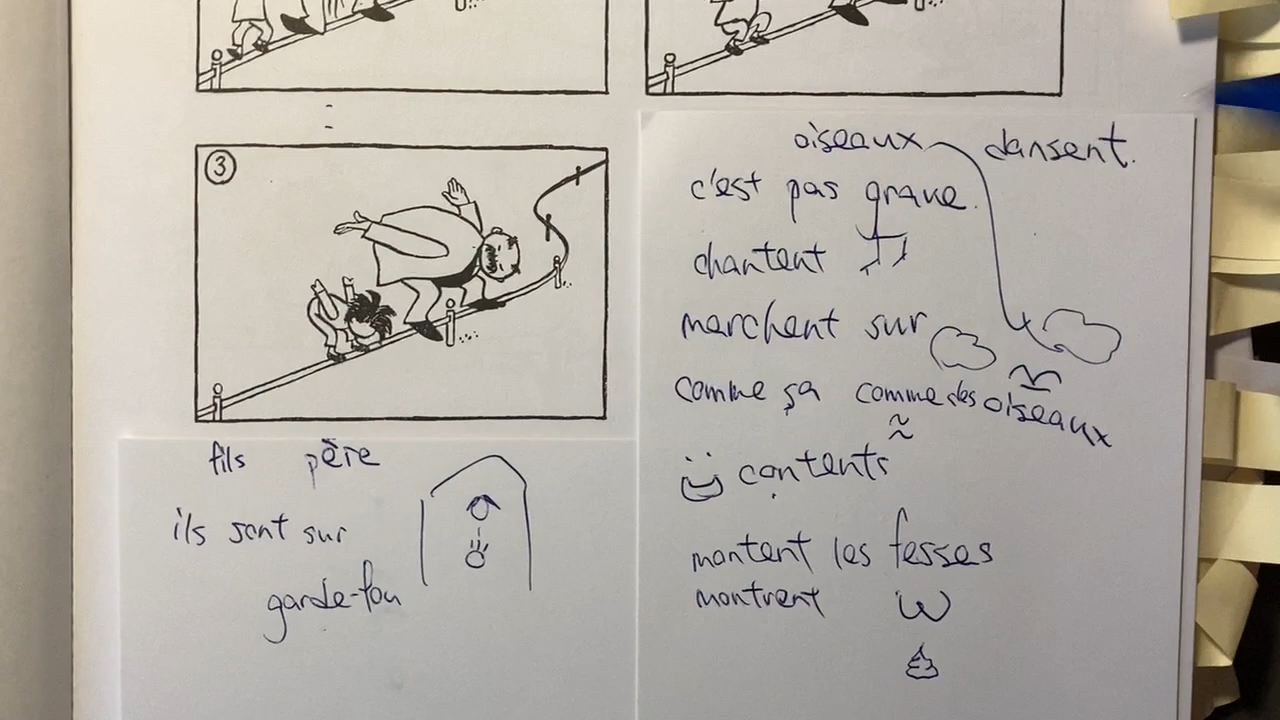 3
fils père
ils sont sur
garde-fou
oiseaux dansent.
c'est pas grave.
chantent
marchent sur
comme ça comme des oiseaux
contents
montent les fesses
montrent